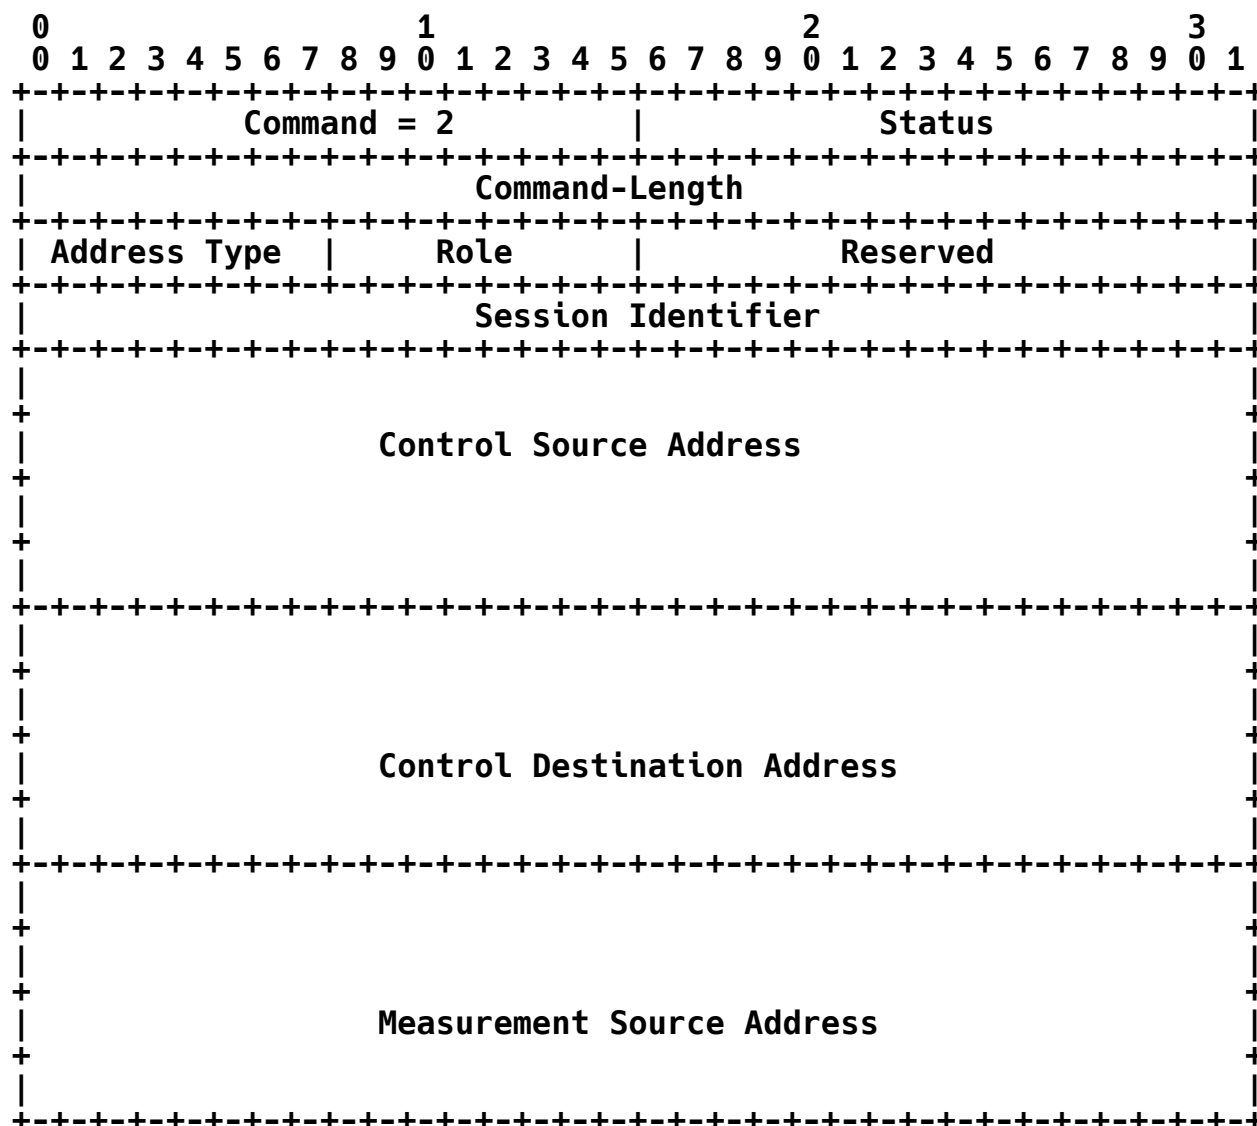 0                   1                   2                   3
 0 1 2 3 4 5 6 7 8 9 0 1 2 3 4 5 6 7 8 9 0 1 2 3 4 5 6 7 8 9 0 1
+-+-+-+-+-+-+-+-+-+-+-+-+-+-+-+-+-+-+-+-+-+-+-+-+-+-+-+-+-+-+-+-+
|           Command = 2         |            Status             |
+-+-+-+-+-+-+-+-+-+-+-+-+-+-+-+-+-+-+-+-+-+-+-+-+-+-+-+-+-+-+-+-+
|                       Command-Length                          |
+-+-+-+-+-+-+-+-+-+-+-+-+-+-+-+-+-+-+-+-+-+-+-+-+-+-+-+-+-+-+-+-+
| Address Type  |     Role      |          Reserved             |
+-+-+-+-+-+-+-+-+-+-+-+-+-+-+-+-+-+-+-+-+-+-+-+-+-+-+-+-+-+-+-+-+
|                       Session Identifier                      |
+-+-+-+-+-+-+-+-+-+-+-+-+-+-+-+-+-+-+-+-+-+-+-+-+-+-+-+-+-+-+-+-+
|                                                               |
+                                                               +
|                  Control Source Address                       |
+                                                               +
|                                                               |
+                                                               +
|                                                               |
+-+-+-+-+-+-+-+-+-+-+-+-+-+-+-+-+-+-+-+-+-+-+-+-+-+-+-+-+-+-+-+-+
|                                                               |
+                                                               +
|                                                               |
+                                                               +
|                  Control Destination Address                  |
+                                                               +
|                                                               |
+-+-+-+-+-+-+-+-+-+-+-+-+-+-+-+-+-+-+-+-+-+-+-+-+-+-+-+-+-+-+-+-+
|                                                               |
+                                                               +
|                                                               |
+                                                               +
|                  Measurement Source Address                   |
+                                                               +
|                                                               |
+-+-+-+-+-+-+-+-+-+-+-+-+-+-+-+-+-+-+-+-+-+-+-+-+-+-+-+-+-+-+-+-+